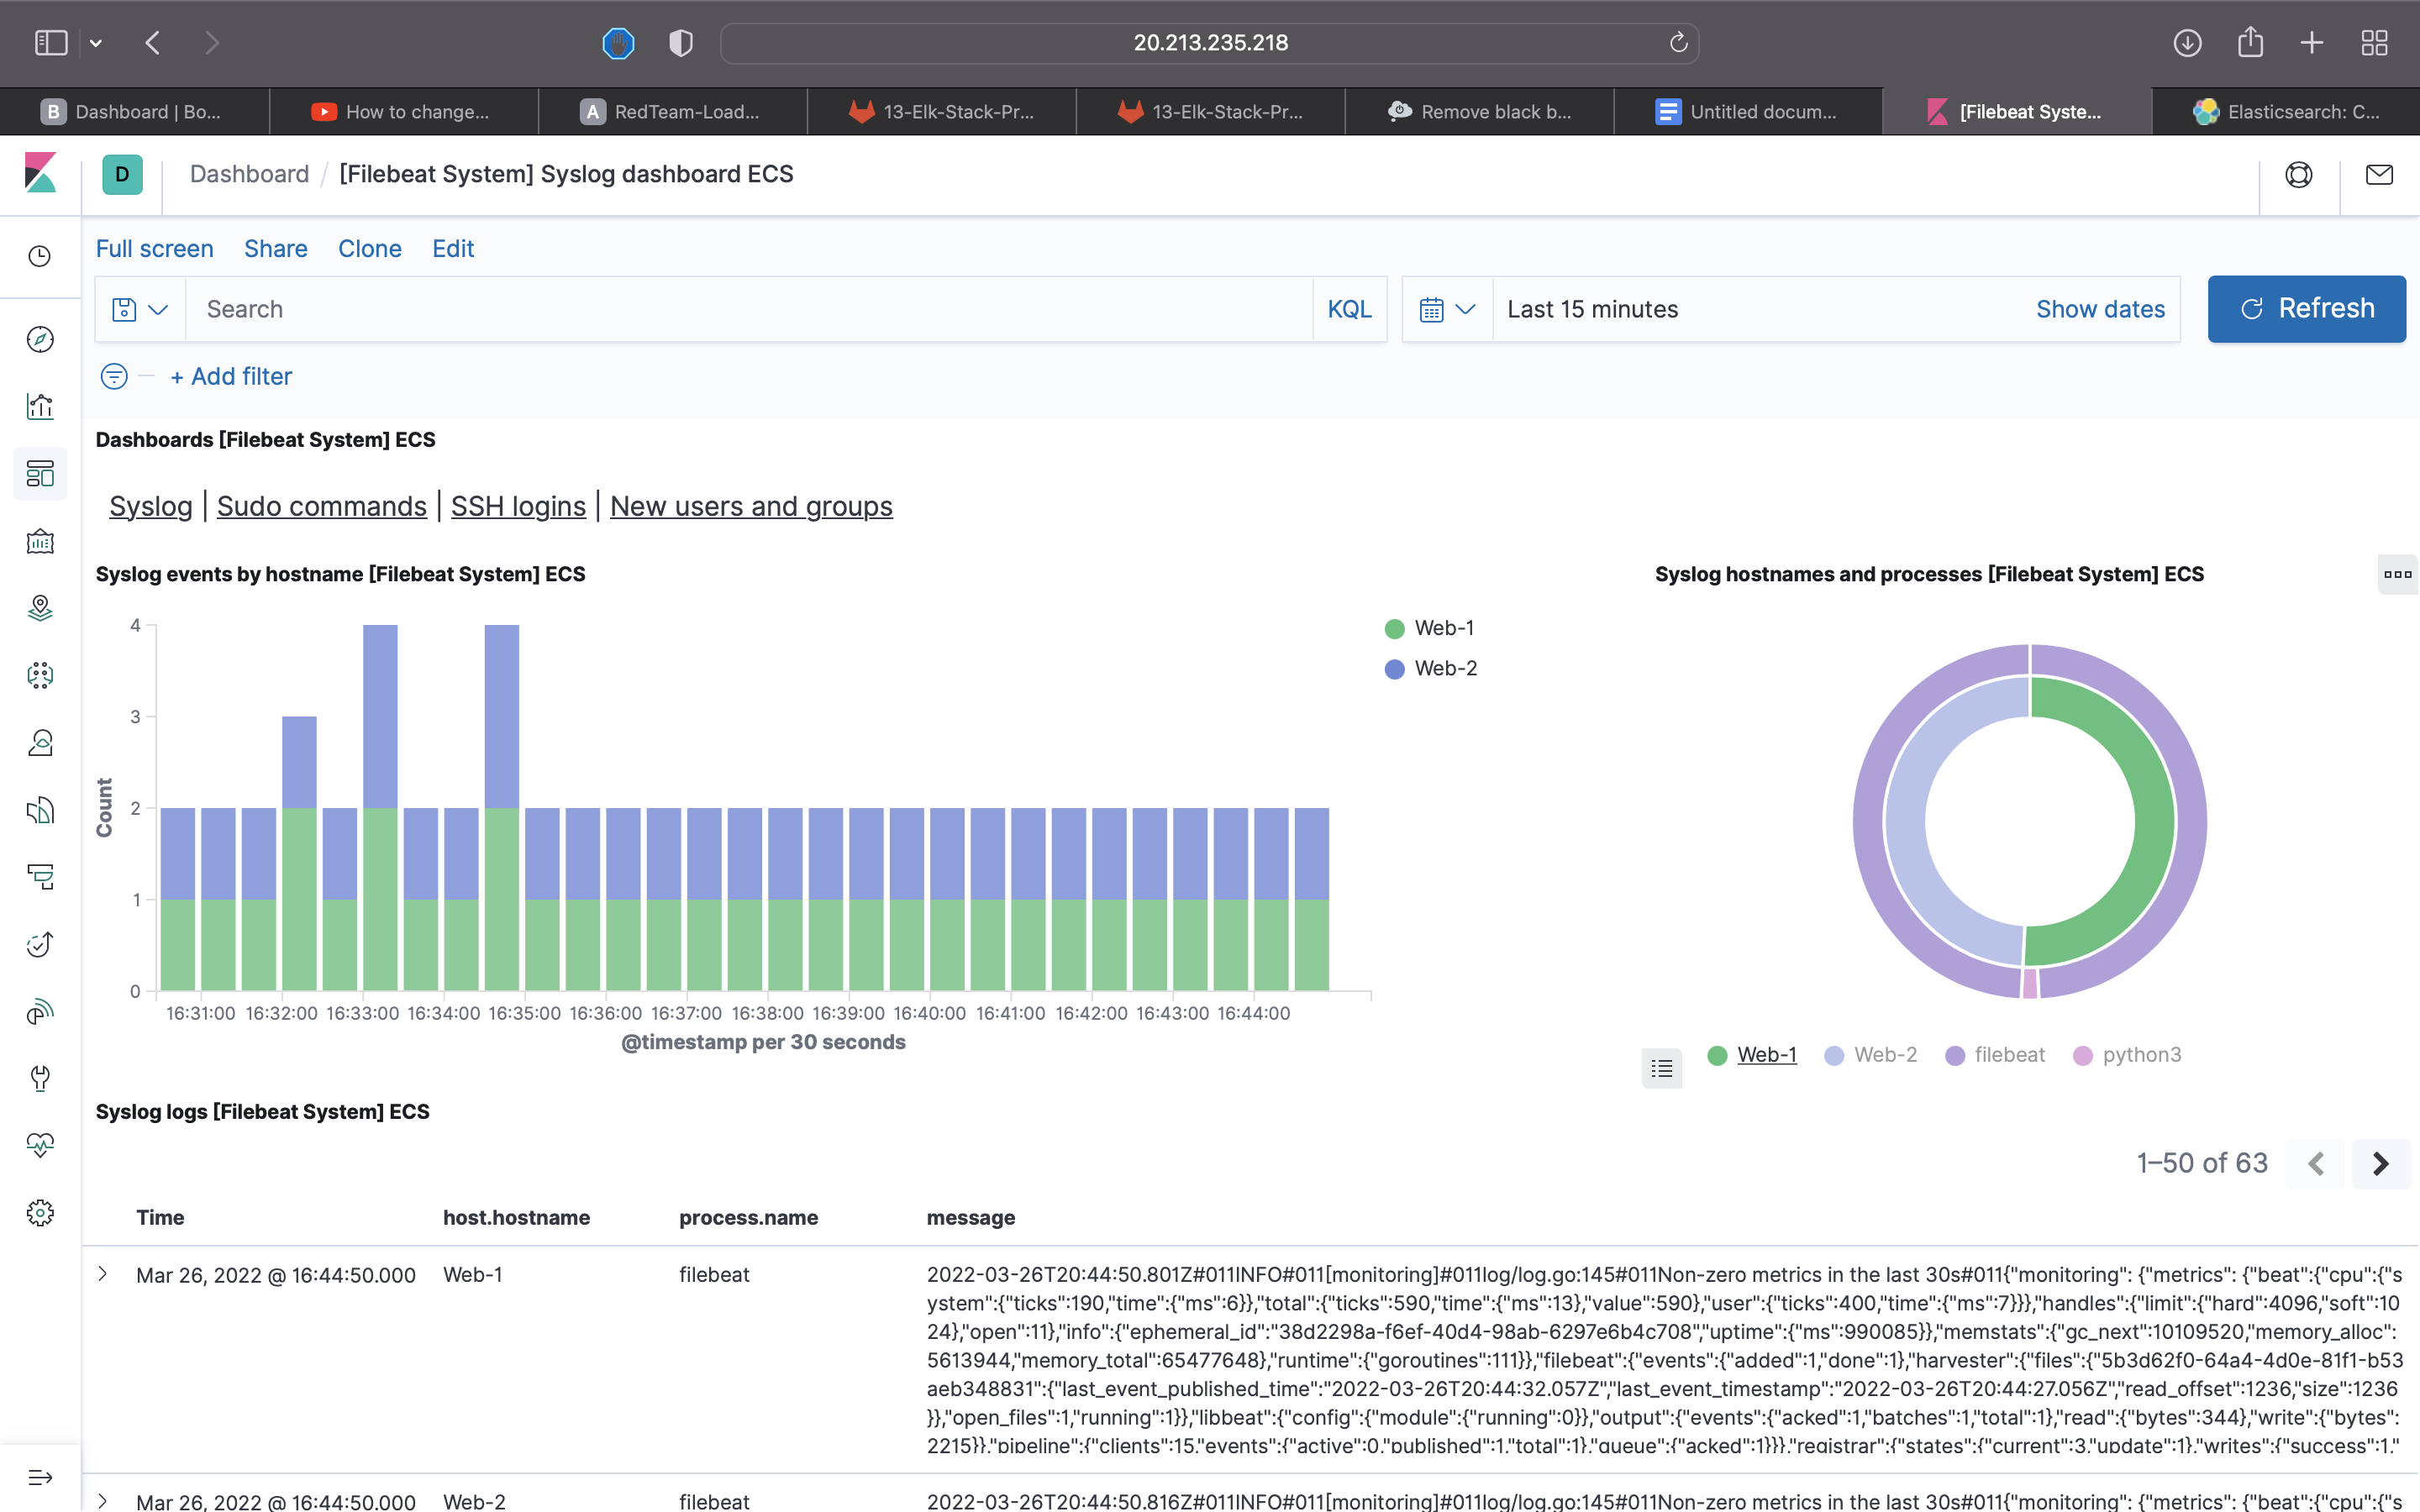 20.213.235.218
B Dashboard | Bo...
How to change...
A RedTeam-Load...
13-Elk-Stack-Pr...
13-Elk-Stack-Pr...
Remove black b...
Untitled docum...
[Filebeat Syste...
Elasticsearch: C...
D Dashboard / [Filebeat System] Syslog dashboard ECS
Full screen Share Clone Edit
Search KQL Last 15 minutes Show dates Refresh
+ Add filter
Dashboards [Filebeat System] ECS
Syslog | Sudo commands | SSH logins | New users and groups
Syslog events by hostname [Filebeat System] ECS
4
3
2
1
0
Count
16:31:00 16:32:00 16:33:00 16:34:00 16:35:00 16:36:00 16:37:00 16:38:00 16:39:00 16:40:00 16:41:00 16:42:00 16:43:00 16:44:00
@timestamp per 30 seconds
Web-1
Web-2
Syslog hostnames and processes [Filebeat System] ECS
Web-1 Web-2 filebeat python3
Syslog logs [Filebeat System] ECS
1–50 of 63
Time host.hostname process.name message
Mar 26, 2022 @ 16:44:50.000 Web-1 filebeat 2022-03-26T20:44:50.801Z#011INFO#011[monitoring]#011log/log.go:145#011Non-zero metrics in the last 30s#011{"monitoring": {"metrics": {"beat":{"cpu":{"s
ystem":{"ticks":190,"time":{"ms":6}},"total":{"ticks":590,"time":{"ms":13},"value":590},"user":{"ticks":400,"time":{"ms":7}}},"handles":{"limit":{"hard":4096,"soft":10
24},"open":11},"info":{"ephemeral_id":"38d2298a-f6ef-40d4-98ab-6297e6b4c708","uptime":{"ms":990085}},"memstats":{"gc_next":10109520,"memory_alloc":
5613944,"memory_total":65477648},"runtime":{"goroutines":111}},"filebeat":{"events":{"added":1,"done":1},"harvester":{"files":{"5b3d62f0-64a4-4d0e-81f1-b53
aeb348831":{"last_event_published_time":"2022-03-26T20:44:32.057Z","last_event_timestamp":"2022-03-26T20:44:27.056Z","read_offset":1236,"size":1236
}},"open_files":1,"running":1}},"libbeat":{"config":{"module":{"running":0}},"output":{"events":{"acked":1,"batches":1,"total":1},"read":{"bytes":344},"write":{"bytes":
2215}},"pipeline":{"clients":15,"events":{"active":0,"published":1,"total":1},"queue":{"acked":1}}},"registrar":{"states":{"current":3,"update":1},"writes":{"success":1,"
Mar 26, 2022 @ 16:44:50.000 Web-2 filebeat 2022-03-26T20:44:50.816Z#011INFO#011[monitoring]#011log/log.go:145#011Non-zero metrics in the last 30s#011{"monitoring": {"metrics": {"beat":{"cpu":{"s